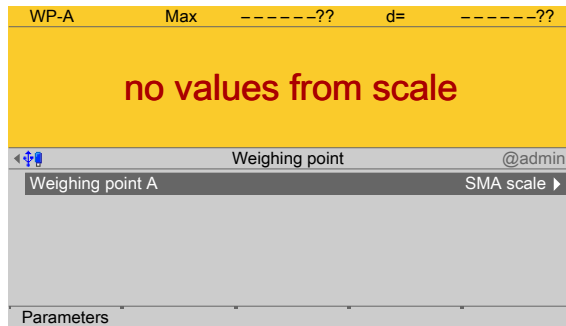 WP-A Max – – – – – –?? d= – – – – – –??
no values from scale
Weighing point @admin
Weighing point A SMA scale
Parameters